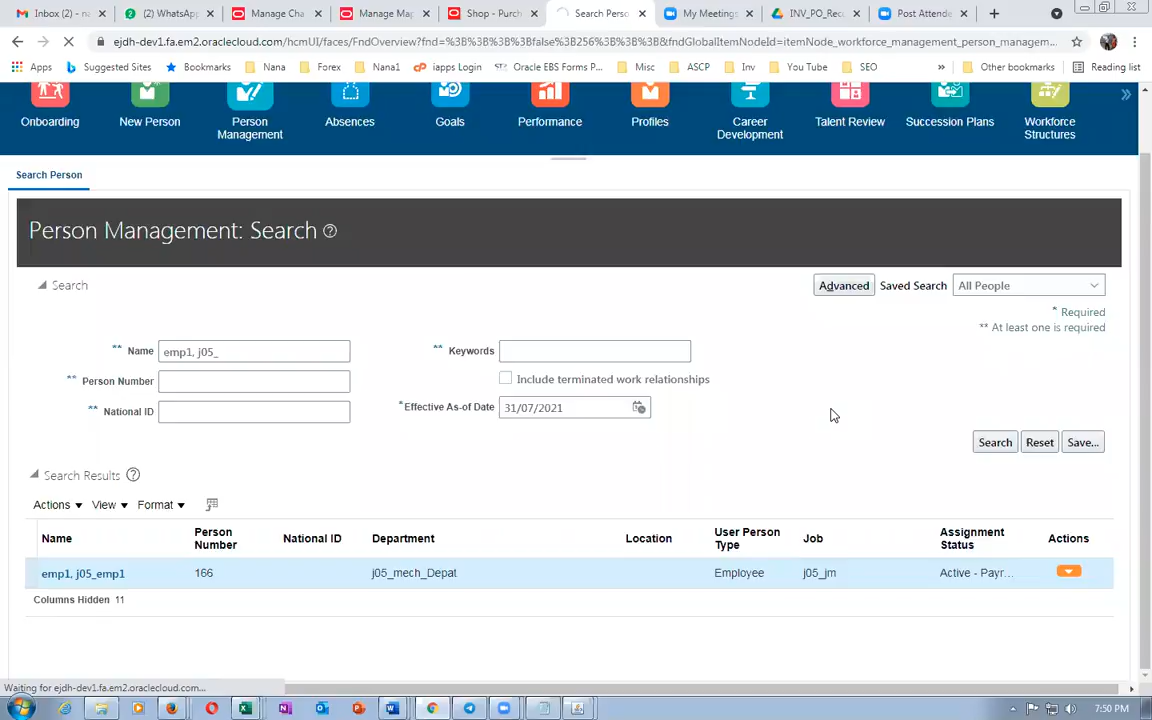 Inbox (2) - n
(2) WhatsApp
Manage Cha
Manage Map
Shop - Purch
Search Perso
My Meetings
INV_PO_Rec
Post Attende
ejdh-dev1.fa.em2.oraclecloud.com/hcmUI/faces/FndOverview?fnd=%3B%3B%3B%3Bfalse%3B256%3B%3B%3B&fndGlobalItemNodeId=itemNode_workforce_management_person_managem...
Apps
Suggested Sites
Bookmarks
Nana
Forex
Nana1
iapps Login
Oracle EBS Forms P...
Misc
ASCP
Inv
You Tube
SEO
»
Other bookmarks
Reading list
Onboarding
New Person
Person Management
Absences
Goals
Performance
Profiles
Career Development
Talent Review
Succession Plans
Workforce Structures
Search Person
Person Management: Search
Search
Advanced
Saved Search
All People
* Required
** At least one is required
** Name
emp1, j05_
** Person Number
** National ID
** Keywords
Include terminated work relationships
*Effective As-of Date
31/07/2021
Search
Reset
Save...
Search Results
Actions
View
Format
Name
Person Number
National ID
Department
Location
User Person Type
Job
Assignment Status
Actions
emp1, j05_emp1
166
j05_mech_Depat
Employee
j05_jm
Active - Payr...
Columns Hidden 11
Waiting for ejdh-dev1.fa.em2.oraclecloud.com...
7:50 PM